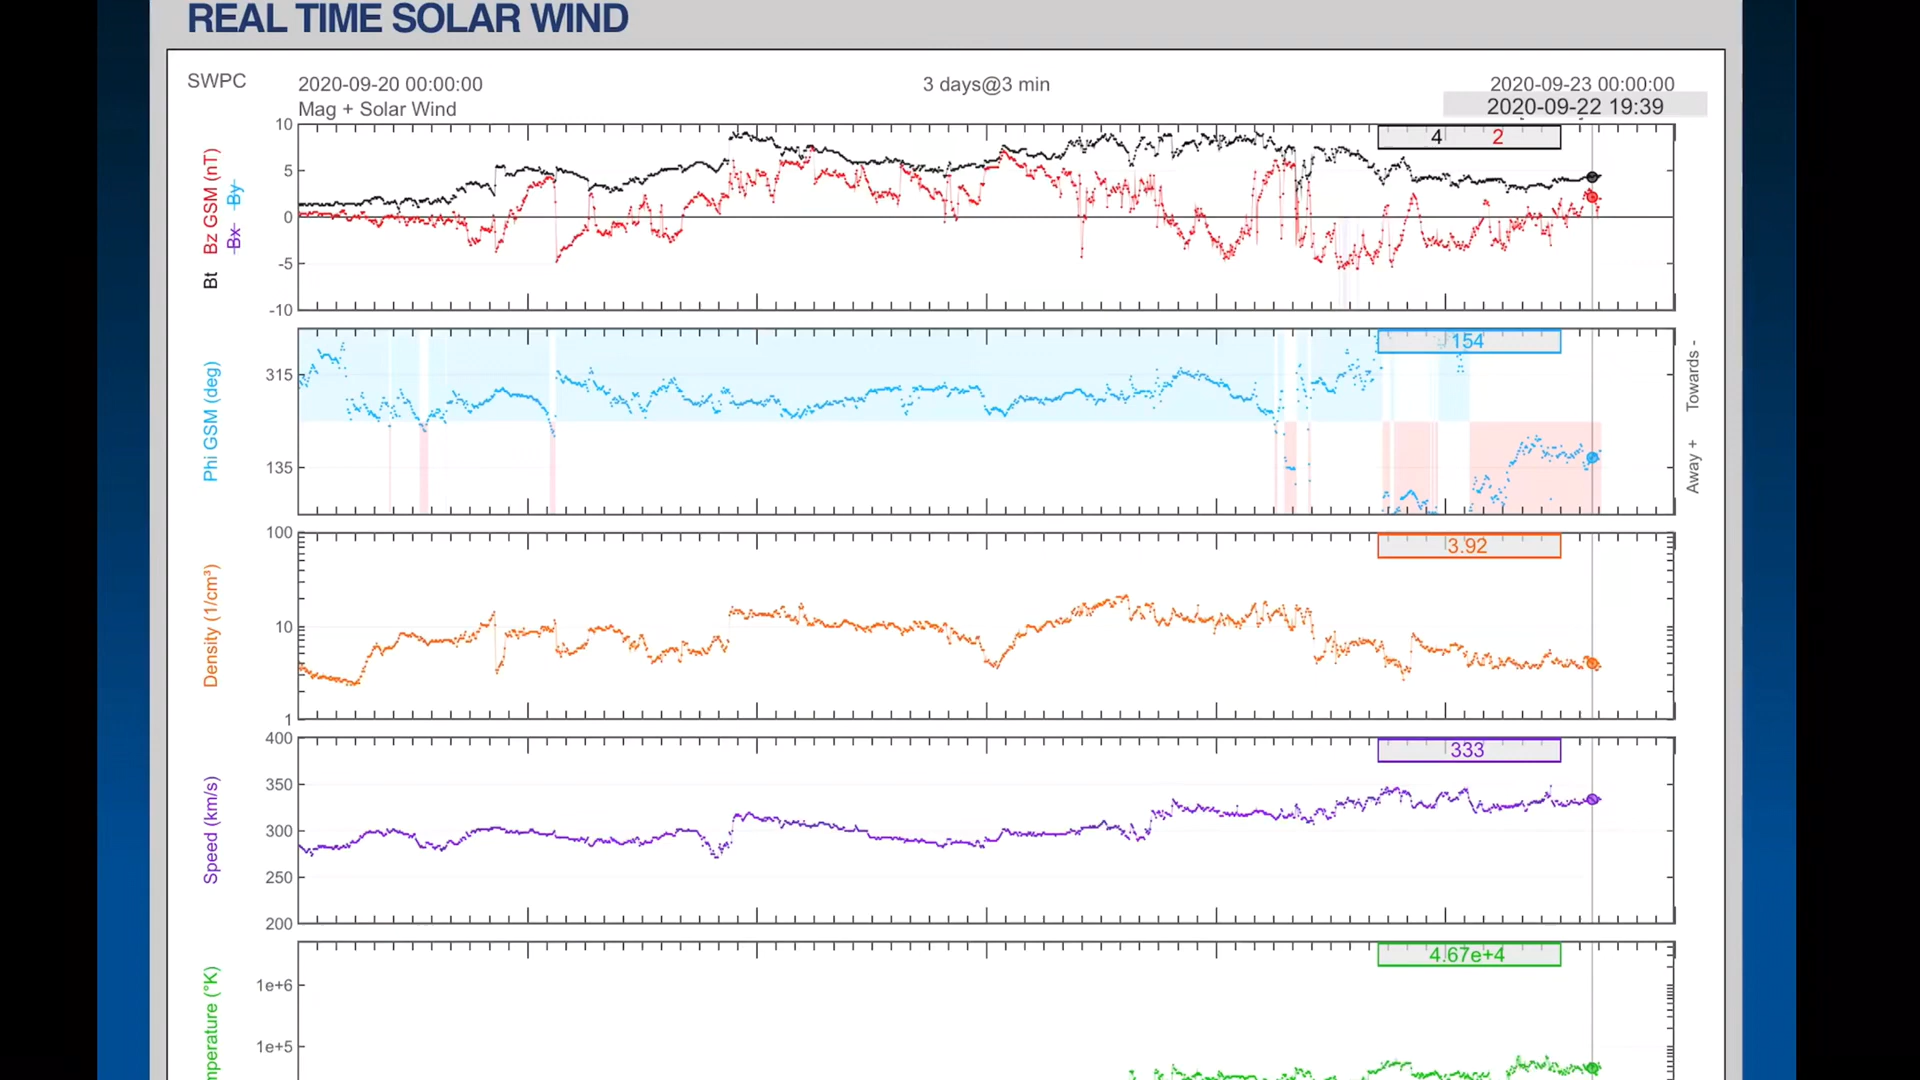 REAL TIME SOLAR WIND
SWPC
2020-09-20 00:00:00
3 days@3 min
2020-09-23 00:00:00
Mag + Solar Wind
2020-09-22 19:39
Bt Bz GSM (nT)
Bx By
10
5
0
-5
-10
4 2
Phi GSM (deg)
315
135
154
Towards -
Away +
Density (1/cm³)
100
10
1
3.92
Speed (km/s)
400
350
300
250
200
333
mperature (°K)
1e+6
1e+5
4.67e+4